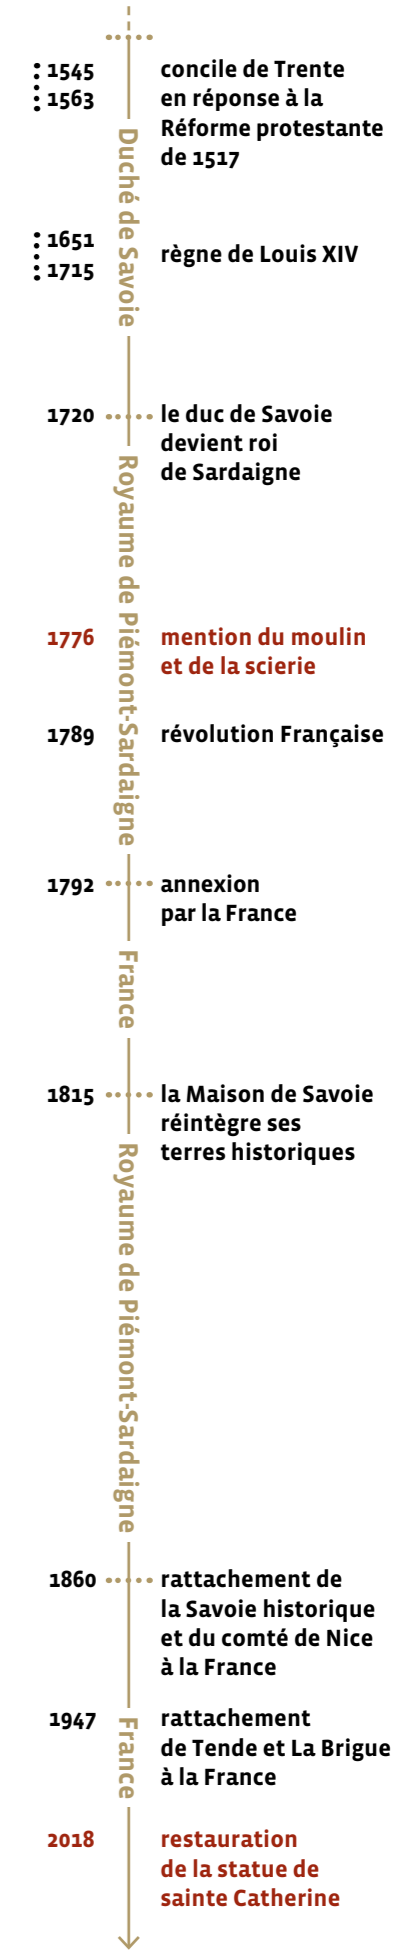 1545
1563
concile de Trente
en réponse à la
Réforme protestante
de 1517
Duché de Savoie
1651
1715
règne de Louis XIV
1720
le duc de Savoie
devient roi
de Sardaigne
Royaume de Piémont-Sardaigne
1776
mention du moulin
et de la scierie
1789
révolution Française
1792
annexion
par la France
France
1815
la Maison de Savoie
réintègre ses
terres historiques
Royaume de Piémont-Sardaigne
1860
rattachement de
la Savoie historique
et du comté de Nice
à la France
1947
rattachement
de Tende et La Brigue
à la France
France
2018
restauration
de la statue de
sainte Catherine